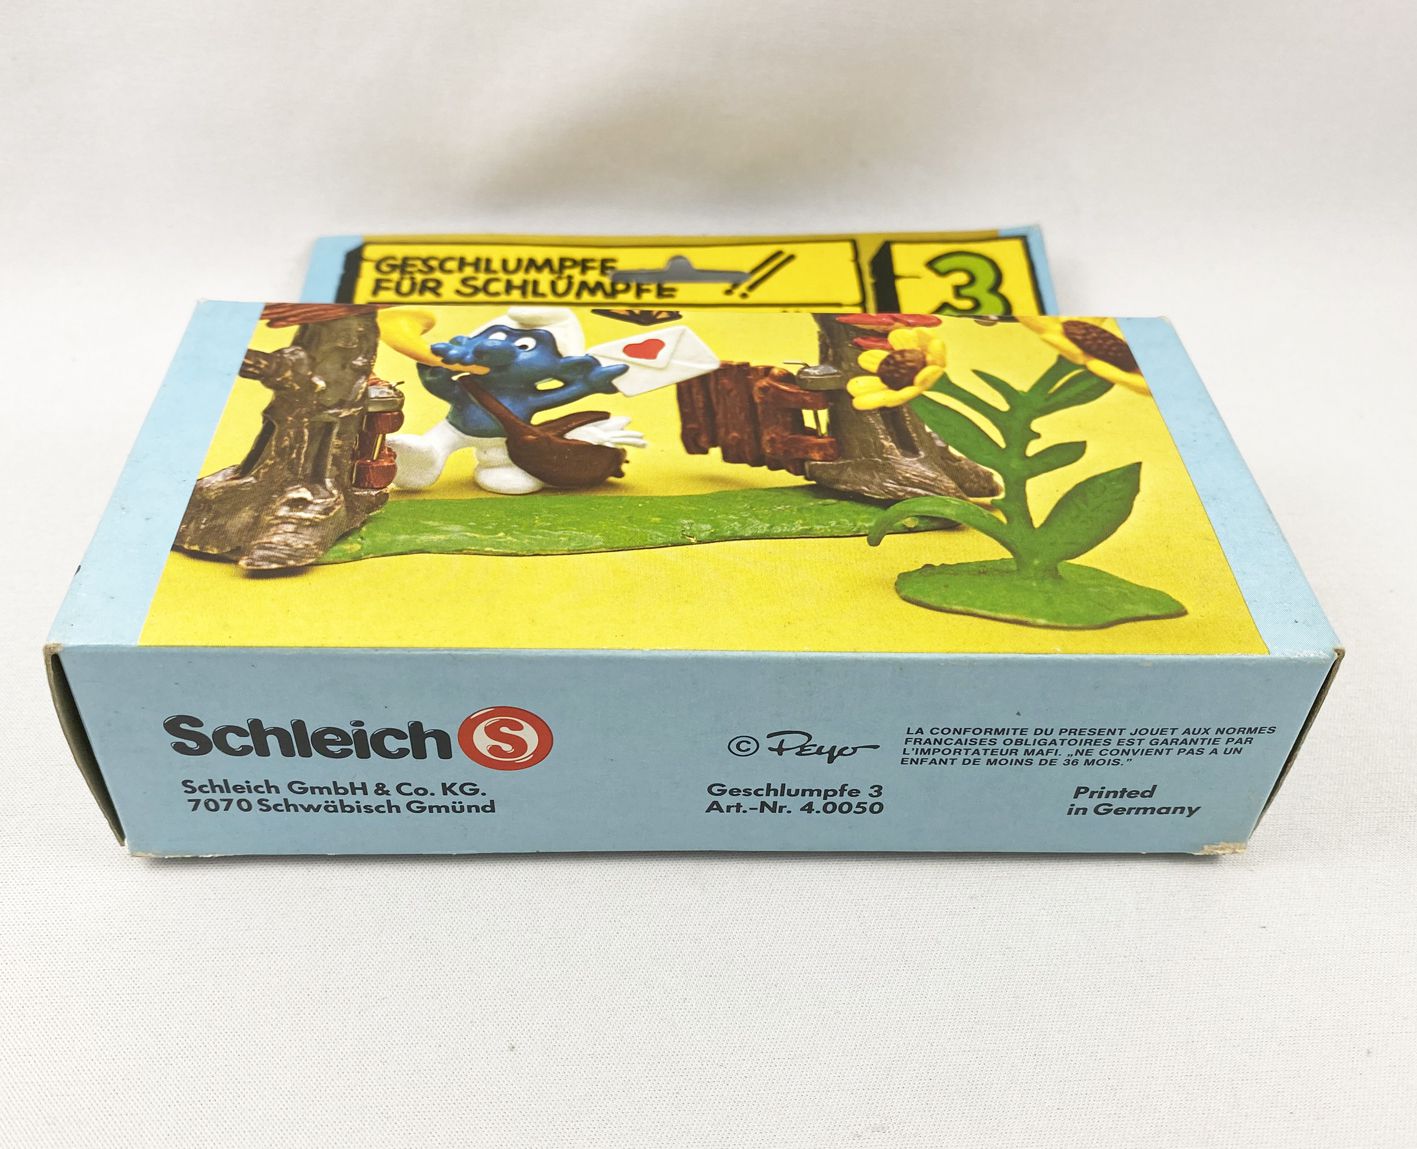 GESCHLUMPFE
FÜR SCHLÜMPFE !!
3
Schleich S
Schleich GmbH & Co. KG.
7070 Schwäbisch Gmünd
© Peyo
Geschlumpfe 3
Art.-Nr. 4.0050
LA CONFORMITE DU PRESENT JOUET AUX NORMES
FRANCAISES OBLIGATOIRES EST GARANTIE PAR
L'IMPORTATEUR MAFI. „NE CONVIENT PAS A UN
ENFANT DE MOINS DE 36 MOIS."
Printed
in Germany